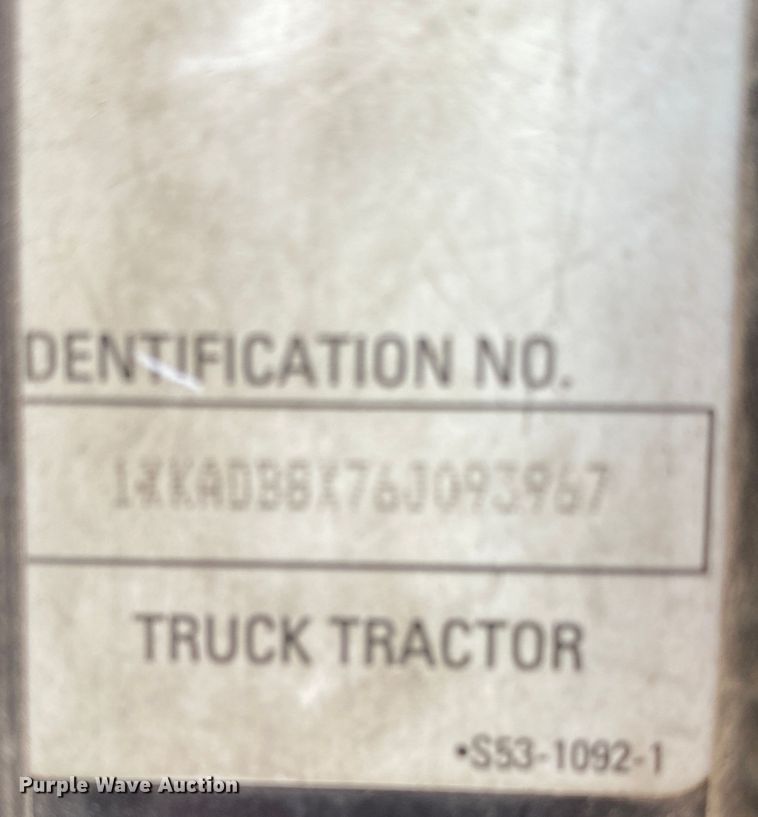 DENTIFICATION NO.
1XKADB8X76J093967
TRUCK TRACTOR
•S53-1092-1
Purple Wave Auction